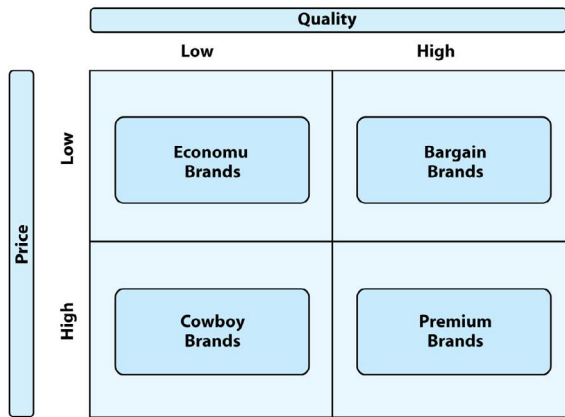 Quality
Low
High
Price
Low
Economu
Brands
Bargain
Brands
High
Cowboy
Brands
Premium
Brands